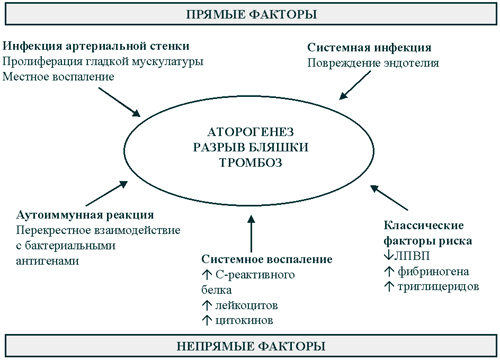 ПРЯМЫЕ ФАКТОРЫ
Инфекция артериальной стенки
Пролиферация гладкой мускулатуры
Местное воспаление
Системная инфекция
Повреждение эндотелия
АТОРОГЕНЕЗ
РАЗРЫВ БЛЯШКИ
ТРОМБОЗ
Аутоиммунная реакция
Перекрестное взаимодействие
с бактериальными
антигенами
Системное воспаление
↑ С-реактивного
белка
↑ лейкоцитов
↑ цитокинов
Классические
факторы риска
↓ЛПВП
↑ фибриногена
↑ триглицеридов
НЕПРЯМЫЕ ФАКТОРЫ